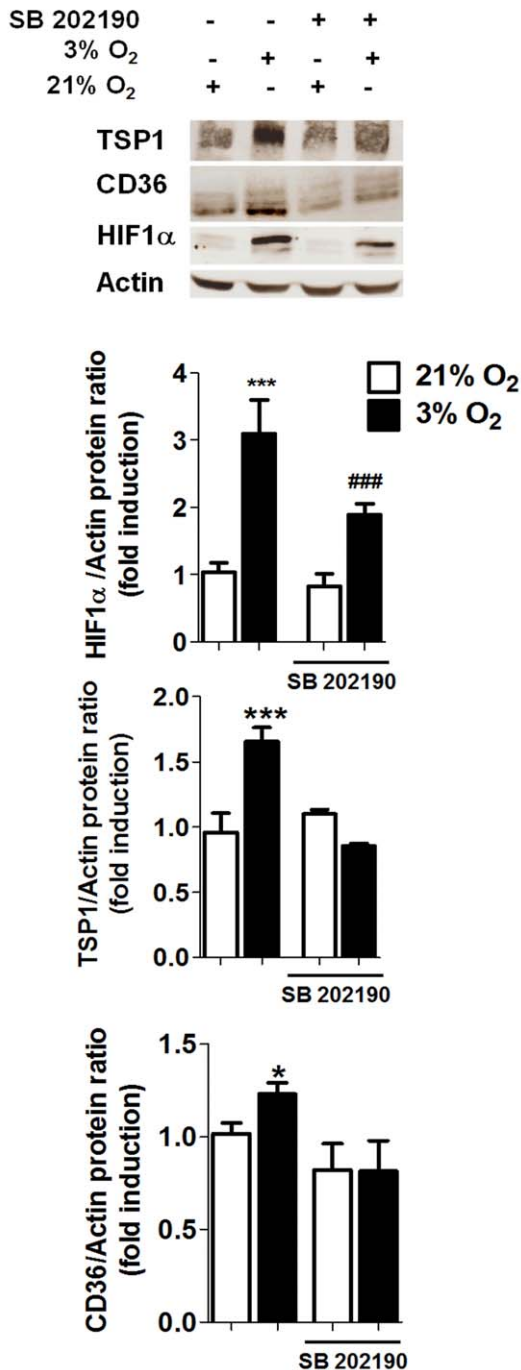 SB 202190 - - + +
3% O₂ - + - +
21% O₂ + - + -
TSP1
CD36
HIF1α
Actin
21% O₂
3% O₂
HIF1α /Actin protein ratio
(fold induction)
4
3
2
1
0
***
###
SB 202190
TSP1/Actin protein ratio
(fold induction)
2.0
1.5
1.0
0.5
0.0
***
SB 202190
CD36/Actin protein ratio
(fold induction)
1.5
1.0
0.5
0.0
*
SB 202190